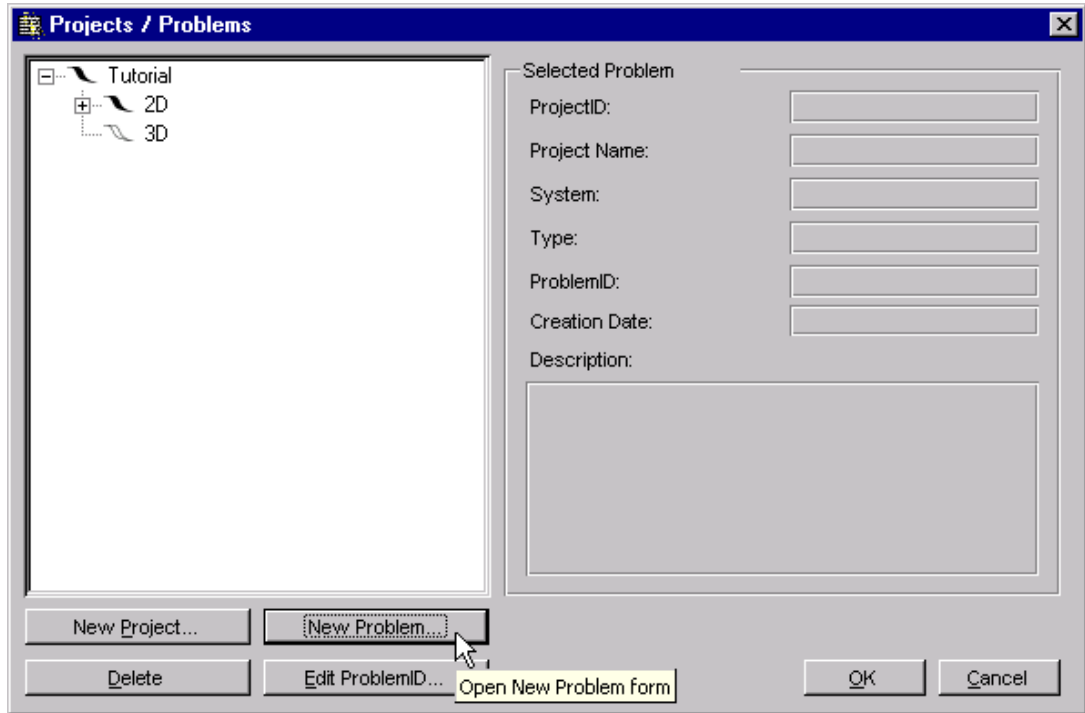 Projects / Problems
Tutorial
2D
3D
Selected Problem
ProjectID:
Project Name:
System:
Type:
ProblemID:
Creation Date:
Description:
New Project...
New Problem...
Delete
Edit ProblemID...
Open New Problem form
OK
Cancel